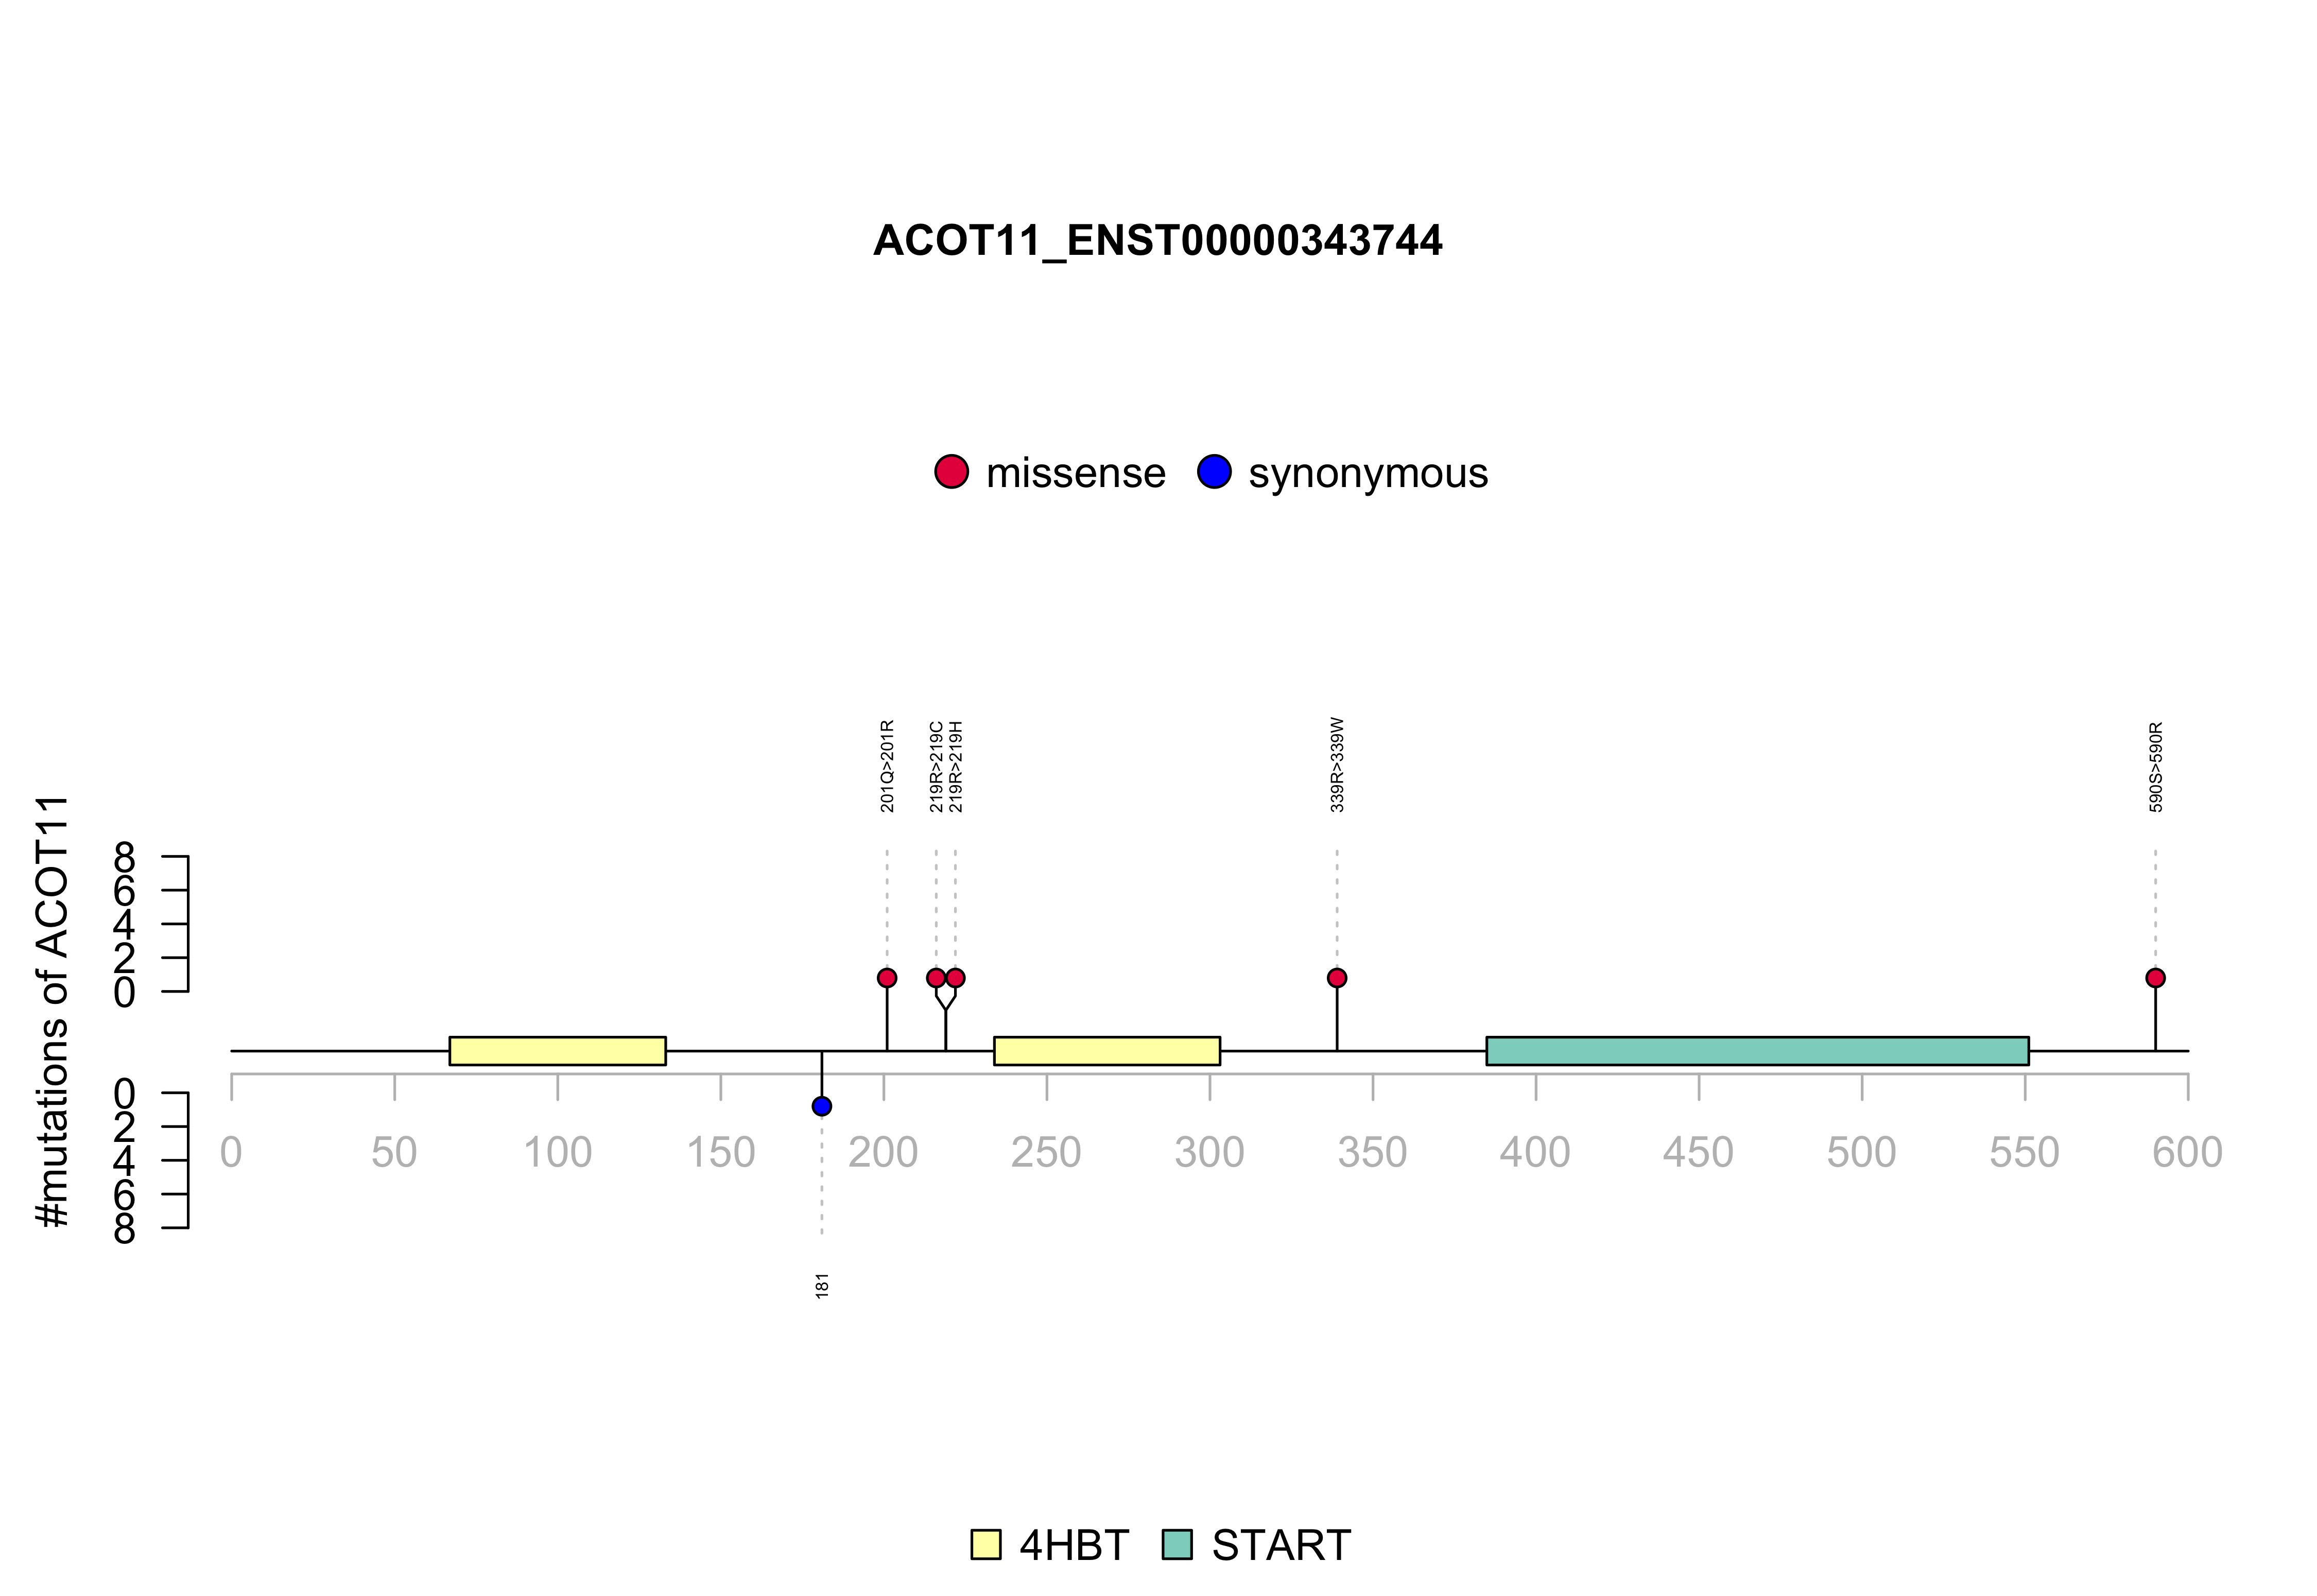 ACOT11_ENST00000343744
missense synonymous
201Q>201R
219R>219C
219R>219H
339R>339W
590S>590R
#mutations of ACOT11
8
6
4
2
0
0
2
4
6
8
0 50 100 150 200 250 300 350 400 450 500 550 600
181
4HBT START